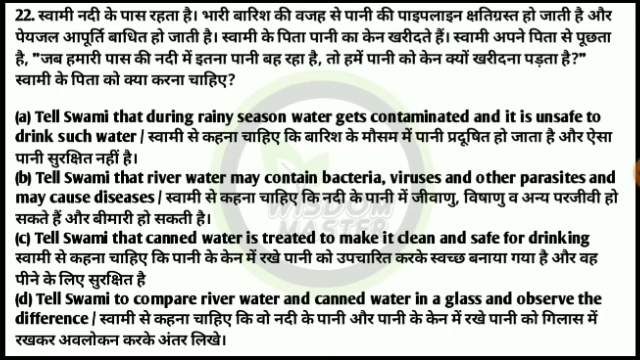 22. स्वामी नदी के पास रहता है। भारी बारिश की वजह से पानी की पाइपलाइन क्षतिग्रस्त हो जाती है और
पेयजल आपूर्ति बाधित हो जाती है। स्वामी के पिता पानी का केन खरीदते हैं। स्वामी अपने पिता से पूछता
है, "जब हमारी पास की नदी में इतना पानी बह रहा है, तो हमें पानी को केन क्यों खरीदना पड़ता है?"
स्वामी के पिता को क्या करना चाहिए?
(a) Tell Swami that during rainy season water gets contaminated and it is unsafe to
drink such water / स्वामी से कहना चाहिए कि बारिश के मौसम में पानी प्रदूषित हो जाता है और ऐसा
पानी सुरक्षित नहीं है।
(b) Tell Swami that river water may contain bacteria, viruses and other parasites and
may cause diseases / स्वामी से कहना चाहिए कि नदी के पानी में जीवाणु, विषाणु व अन्य परजीवी हो
सकते हैं और बीमारी हो सकती है।
(c) Tell Swami that canned water is treated to make it clean and safe for drinking
स्वामी से कहना चाहिए कि पानी के केन में रखे पानी को उपचारित करके स्वच्छ बनाया गया है और वह
पीने के लिए सुरक्षित है
(d) Tell Swami to compare river water and canned water in a glass and observe the
difference / स्वामी से कहना चाहिए कि वो नदी के पानी और पानी के केन में रखे पानी को गिलास में
रखकर अवलोकन करके अंतर लिखे।
WISDOM
MASTER